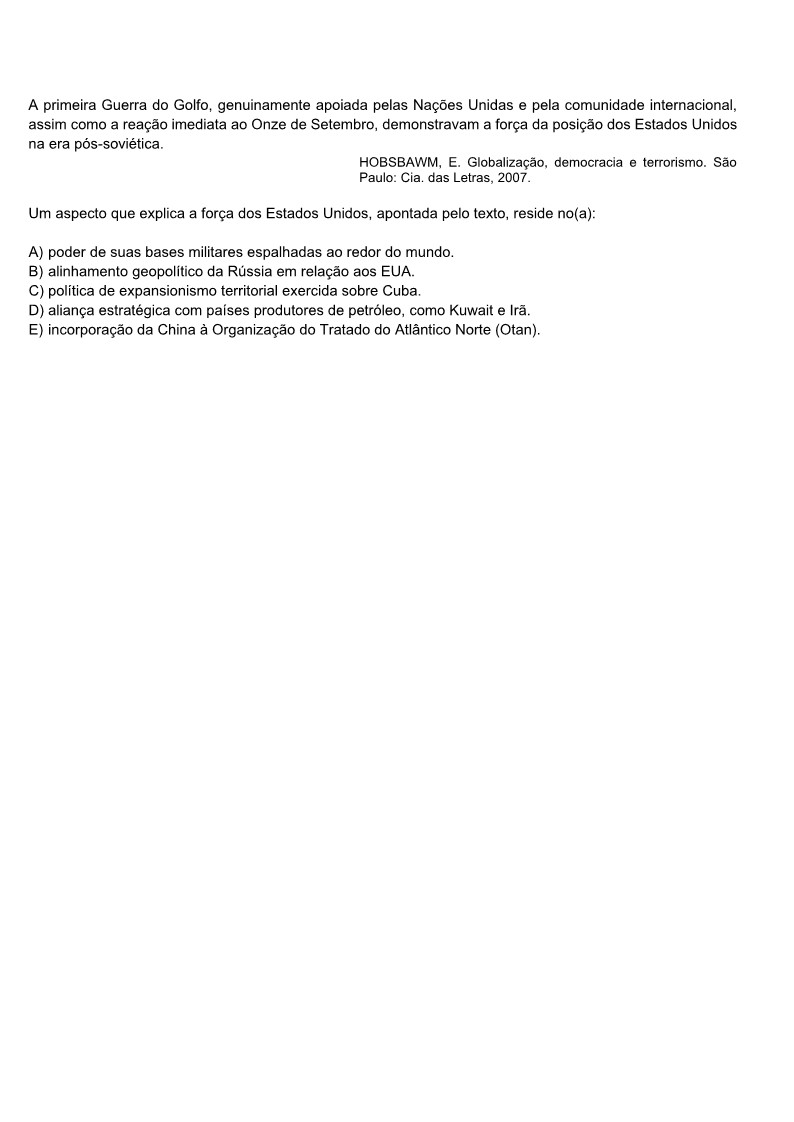 A primeira Guerra do Golfo, genuinamente apoiada pelas Nações Unidas e pela comunidade internacional,
assim como a reação imediata ao Onze de Setembro, demonstravam a força da posição dos Estados Unidos
na era pós-soviética.
HOBSBAWM, E. Globalização, democracia e terrorismo. São
Paulo: Cia. das Letras, 2007.
Um aspecto que explica a força dos Estados Unidos, apontada pelo texto, reside no(a):
A) poder de suas bases militares espalhadas ao redor do mundo.
B) alinhamento geopolítico da Rússia em relação aos EUA.
C) política de expansionismo territorial exercida sobre Cuba.
D) aliança estratégica com países produtores de petróleo, como Kuwait e Irã.
E) incorporação da China à Organização do Tratado do Atlântico Norte (Otan).